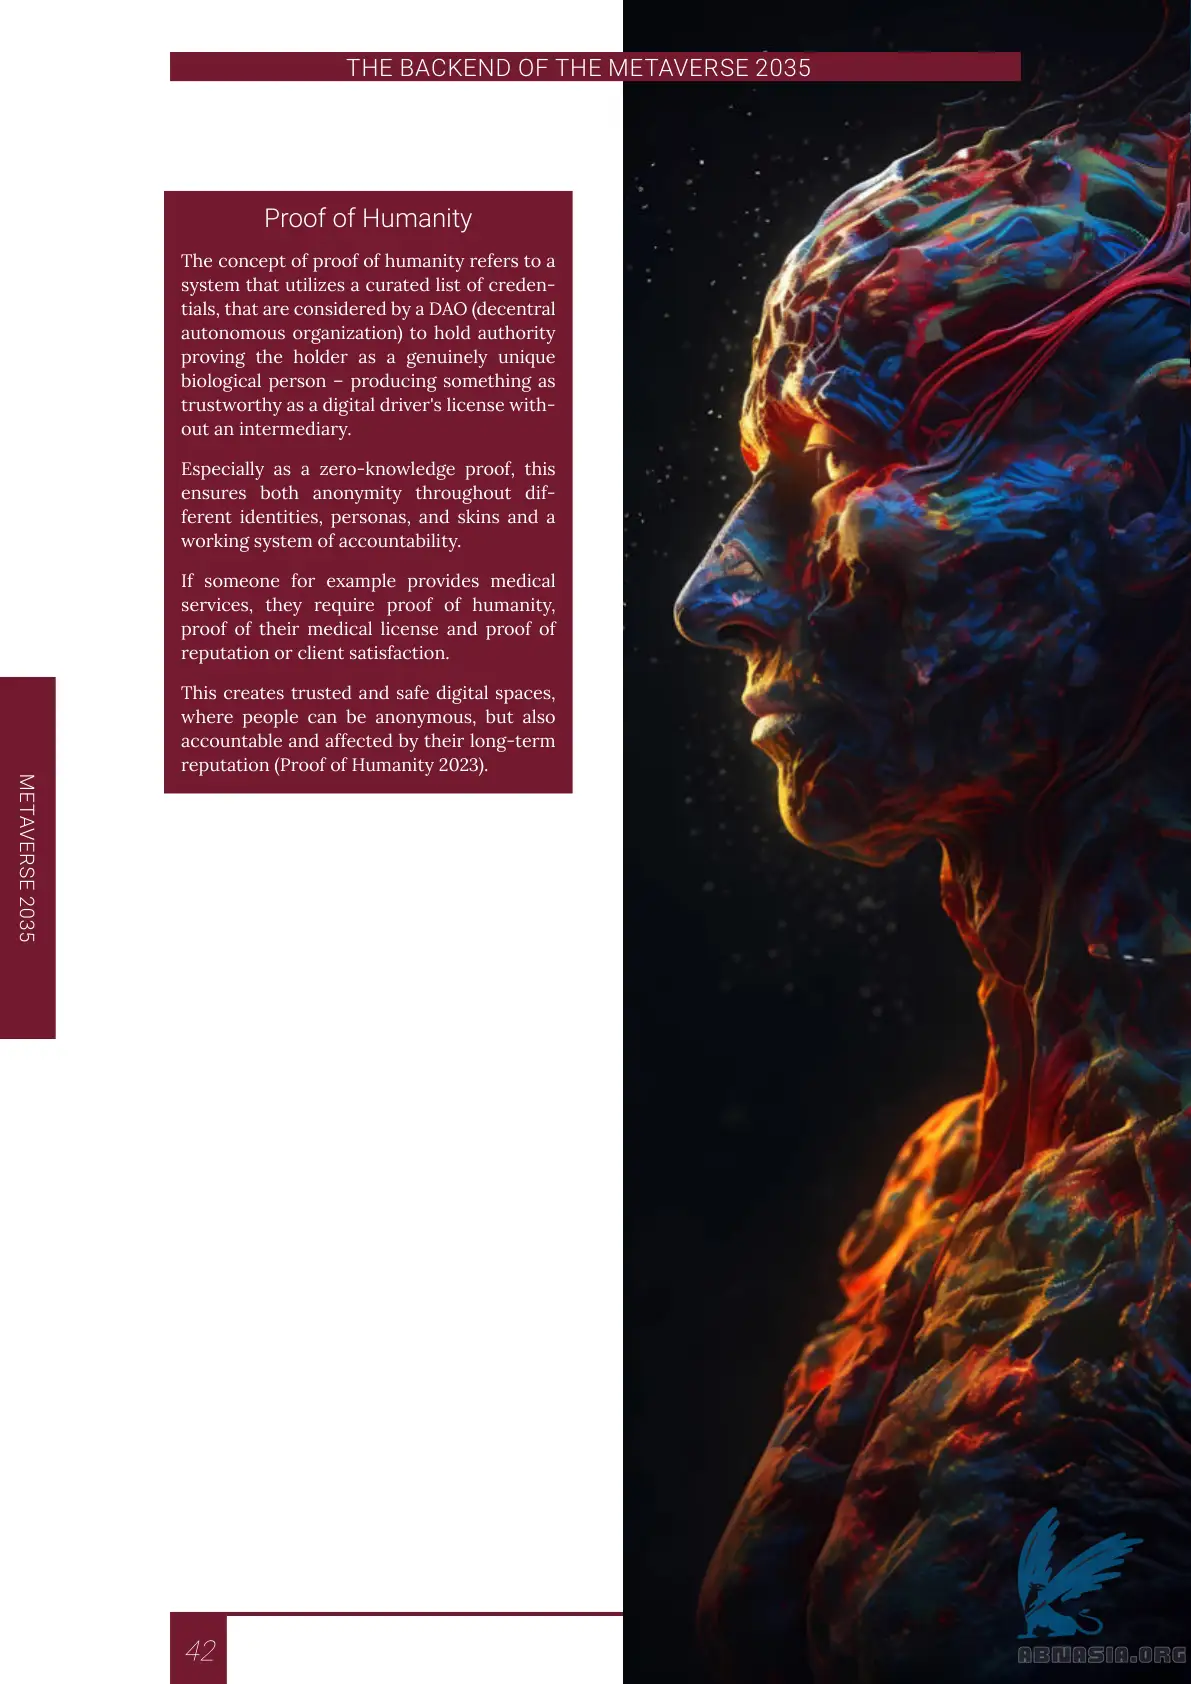 THE BACKEND OF THE METAVERSE 2035
Proof of Humanity
The concept of proof of humanity refers to a
system that utilizes a curated list of creden-
tials, that are considered by a DAO (decentral
autonomous organization) to hold authority
proving the holder as a genuinely unique
biological person – producing something as
trustworthy as a digital driver's license with-
out an intermediary.
Especially as a zero-knowledge proof, this
ensures both anonymity throughout dif-
ferent identities, personas, and skins and a
working system of accountability.
If someone for example provides medical
services, they require proof of humanity,
proof of their medical license and proof of
reputation or client satisfaction.
This creates trusted and safe digital spaces,
where people can be anonymous, but also
accountable and affected by their long-term
reputation (Proof of Humanity 2023).
METAVERSE 2035
42
ABNASIA.ORG